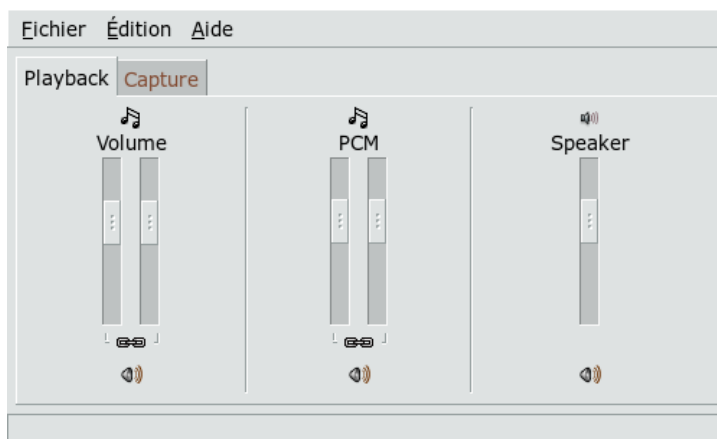 Fichier Édition Aide
Playback Capture
Volume PCM Speaker